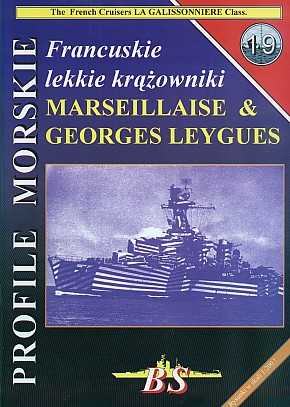 The French Cruisers LA GALISSONNIERE Class.
19
Francuskie
lekkie krążowniki
MARSEILLAISE &
GEORGES LEYGUES
PROFILE MORSKIE
BS